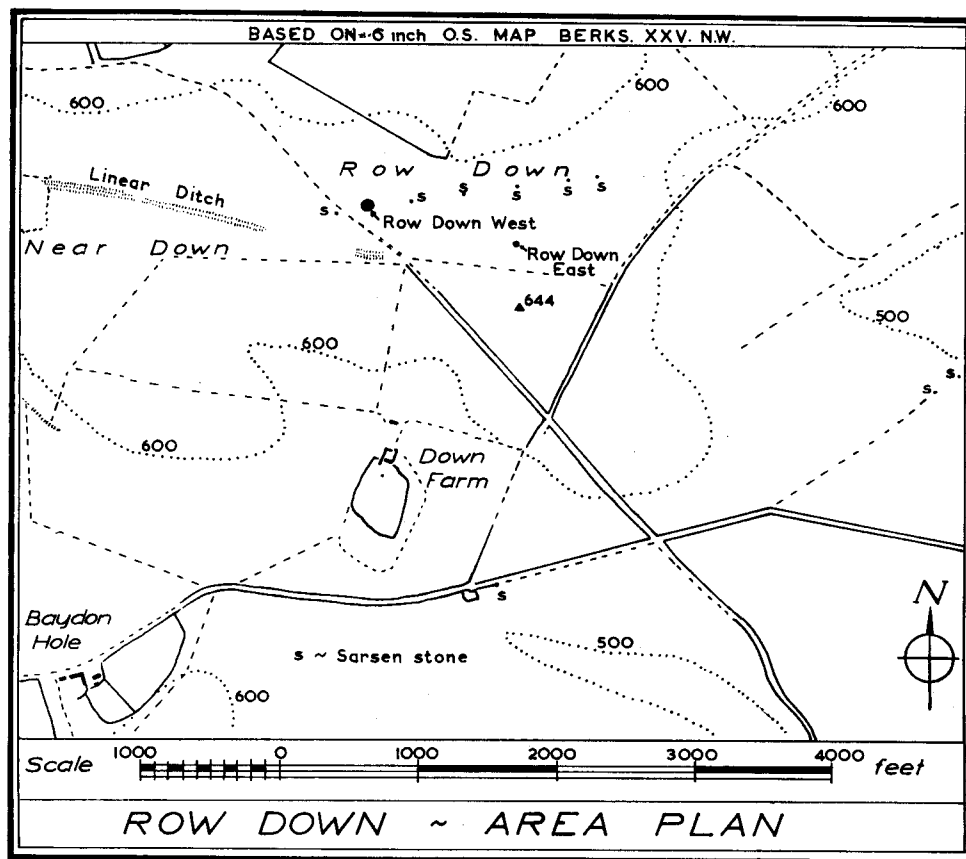 BASED ON 6 inch O.S. MAP BERKS. XXV. N.W.
600
600
600
Row Down
Linear Ditch
s
s
s
s
s
s
Row Down West
Near Down
Row Down
East
644
500
600
s.
s.
600
Down
Farm
s
Baydon
Hole
s ~ Sarsen stone
500
600
N
Scale 1000 0 1000 2000 3000 4000 feet
ROW DOWN ~ AREA PLAN